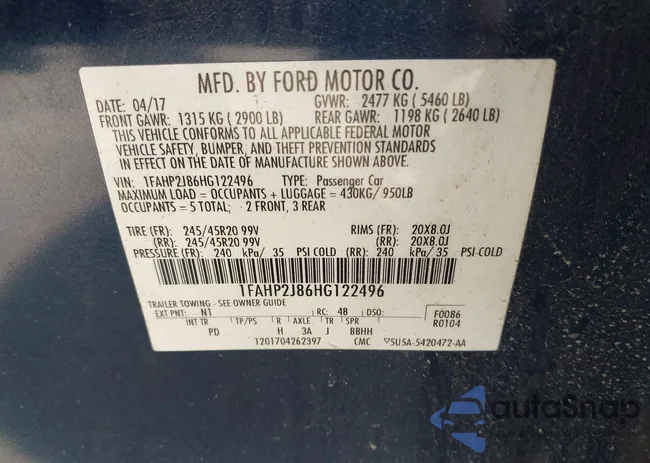 MFD. BY FORD MOTOR CO.
DATE: 04/17 GVWR: 2477 KG ( 5460 LB)
FRONT GAWR: 1315 KG ( 2900 LB) REAR GAWR: 1198 KG ( 2640 LB)
THIS VEHICLE CONFORMS TO ALL APPLICABLE FEDERAL MOTOR
VEHICLE SAFETY, BUMPER, AND THEFT PREVENTION STANDARDS
IN EFFECT ON THE DATE OF MANUFACTURE SHOWN ABOVE.
VIN: 1FAHP2J86HG122496 TYPE: Passenger Car
MAXIMUM LOAD = OCCUPANTS + LUGGAGE = 430KG/ 950LB
OCCUPANTS = 5 TOTAL; 2 FRONT, 3 REAR
TIRE (FR): 245/45R20 99V RIMS (FR): 20X8.0J
(RR): 245/45R20 99V (RR): 20X8.0J
PRESSURE (FR): 240 kPa/ 35 PSI COLD (RR): 240 kPa/ 35 PSI-COLD
1FAHP2J86HG122496
TRAILER TOWING - SEE OWNER GUIDE
EXT PNT: N1 RC: 48 DSO: F0086
R0104
INT TR TP/PS R AXLE TR SPR
PD H 3A J BBHH
1201704262397 CMC 5U5A-5420472-AA
autoSnap